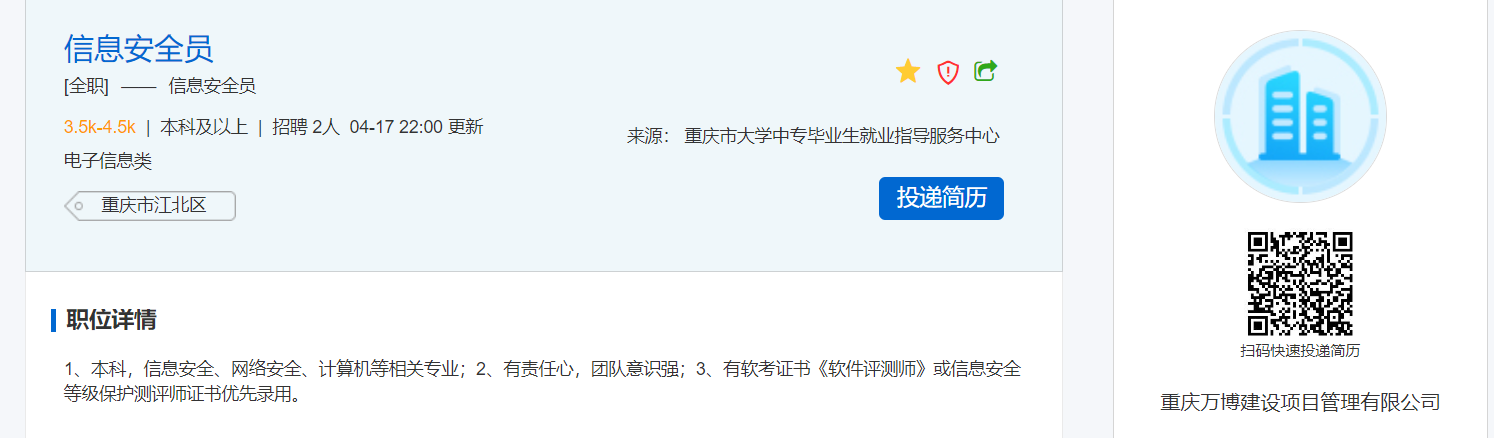 信息安全员
[全职] —— 信息安全员
3.5k-4.5k | 本科及以上 | 招聘 2人 04-17 22:00 更新
来源： 重庆市大学中专毕业生就业指导服务中心
电子信息类
投递简历
重庆市江北区
职位详情
1、本科，信息安全、网络安全、计算机等相关专业；2、有责任心，团队意识强；3、有软考证书《软件评测师》或信息安全
等级保护测评师证书优先录用。
扫码快速投递简历
重庆万博建设项目管理有限公司